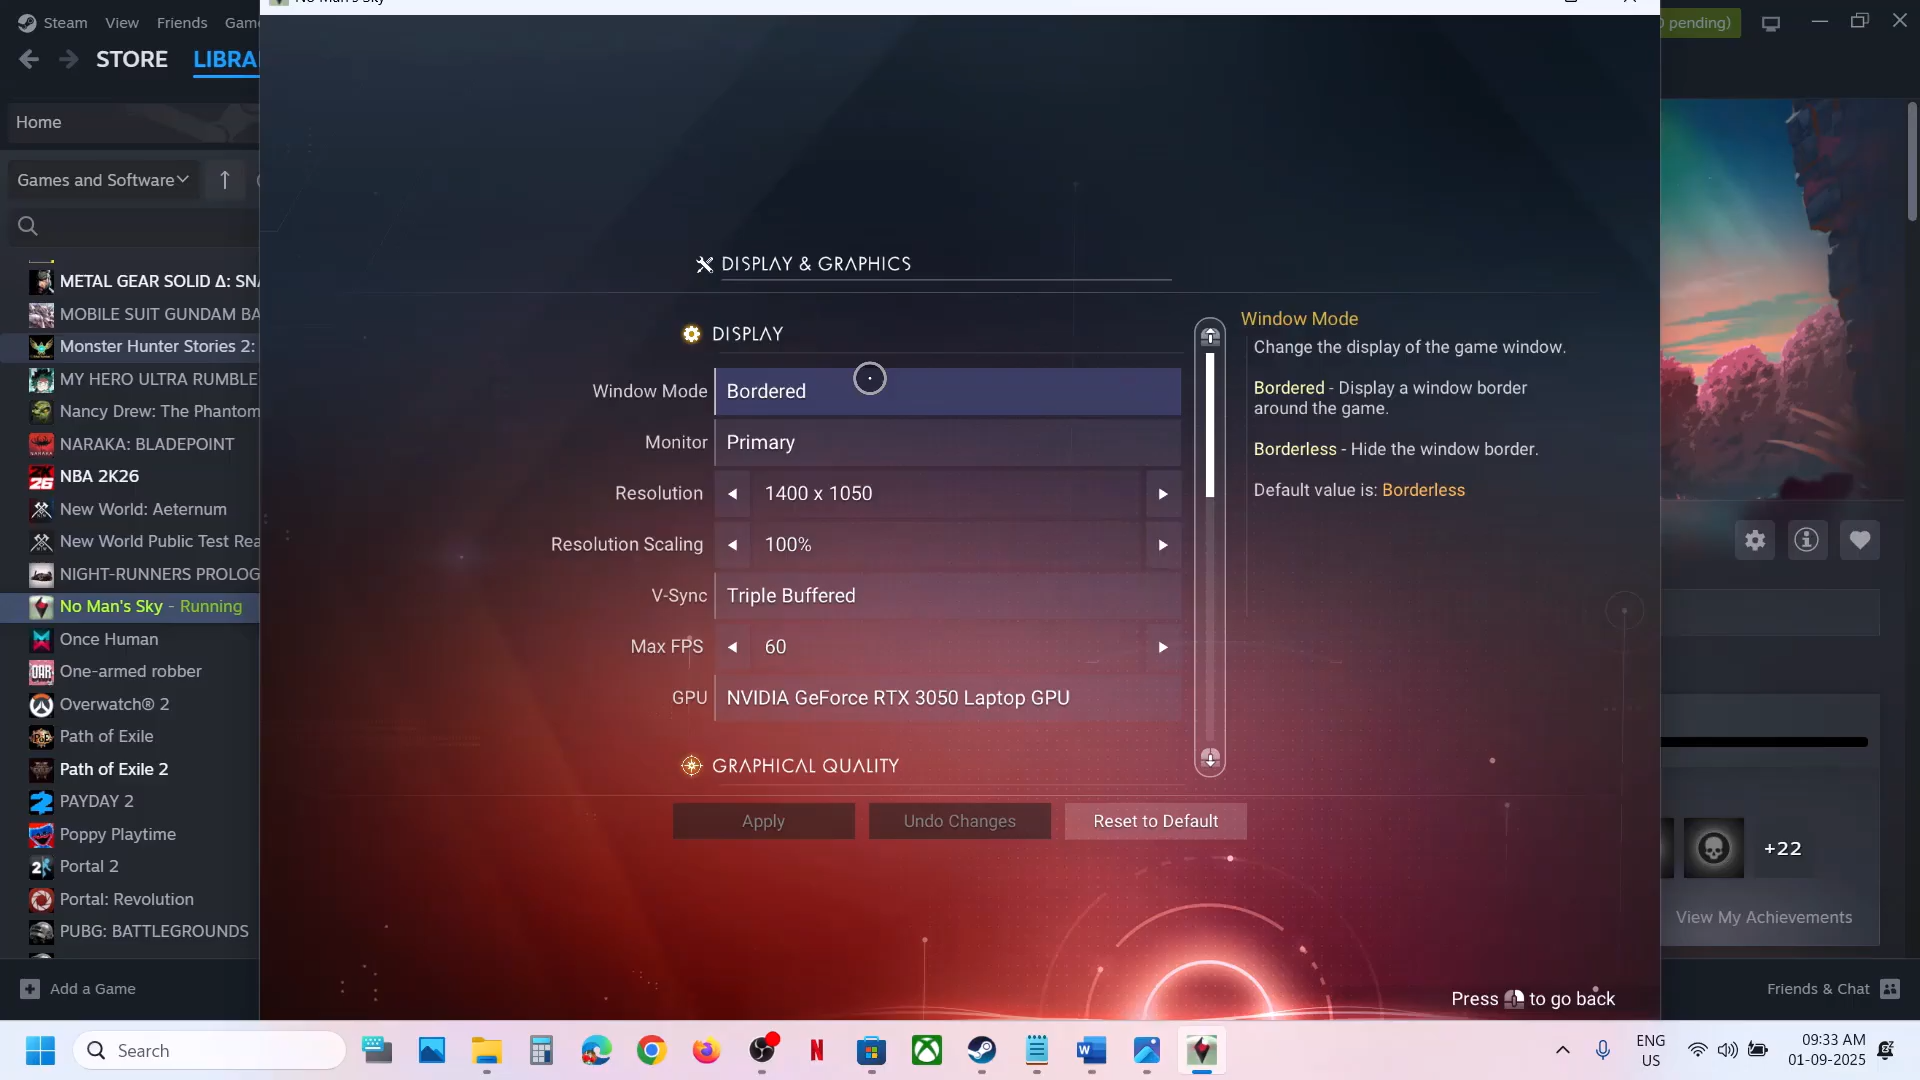 Steam View Friends
pending)
STORE
Home
Games and Software
METAL GEAR SOLID Δ: SNA
MOBILE SUIT GUNDAM BA
Monster Hunter Stories 2:
MY HERO ULTRA RUMBLE
Nancy Drew: The Phantom
NARAKA: BLADEPOINT
NBA 2K26
New World: Aeternum
New World Public Test Rea
NIGHT-RUNNERS PROLOG
No Man's Sky - Running
Once Human
One-armed robber
Overwatch® 2
Path of Exile
Path of Exile 2
PAYDAY 2
Poppy Playtime
Portal 2
Portal: Revolution
PUBG: BATTLEGROUNDS
Add a Game
DISPLAY & GRAPHICS
DISPLAY
Window Mode Bordered
Monitor Primary
Resolution 1400 x 1050
Resolution Scaling 100%
V-Sync Triple Buffered
Max FPS 60
GPU NVIDIA GeForce RTX 3050 Laptop GPU
GRAPHICAL QUALITY
Apply Undo Changes Reset to Default
Window Mode
Change the display of the game window.
Bordered - Display a window border
around the game.
Borderless - Hide the window border.
Default value is: Borderless
Press to go back
+22
View My Achievements
Friends & Chat
Search
ENG
US
09:33 AM
01-09-2025